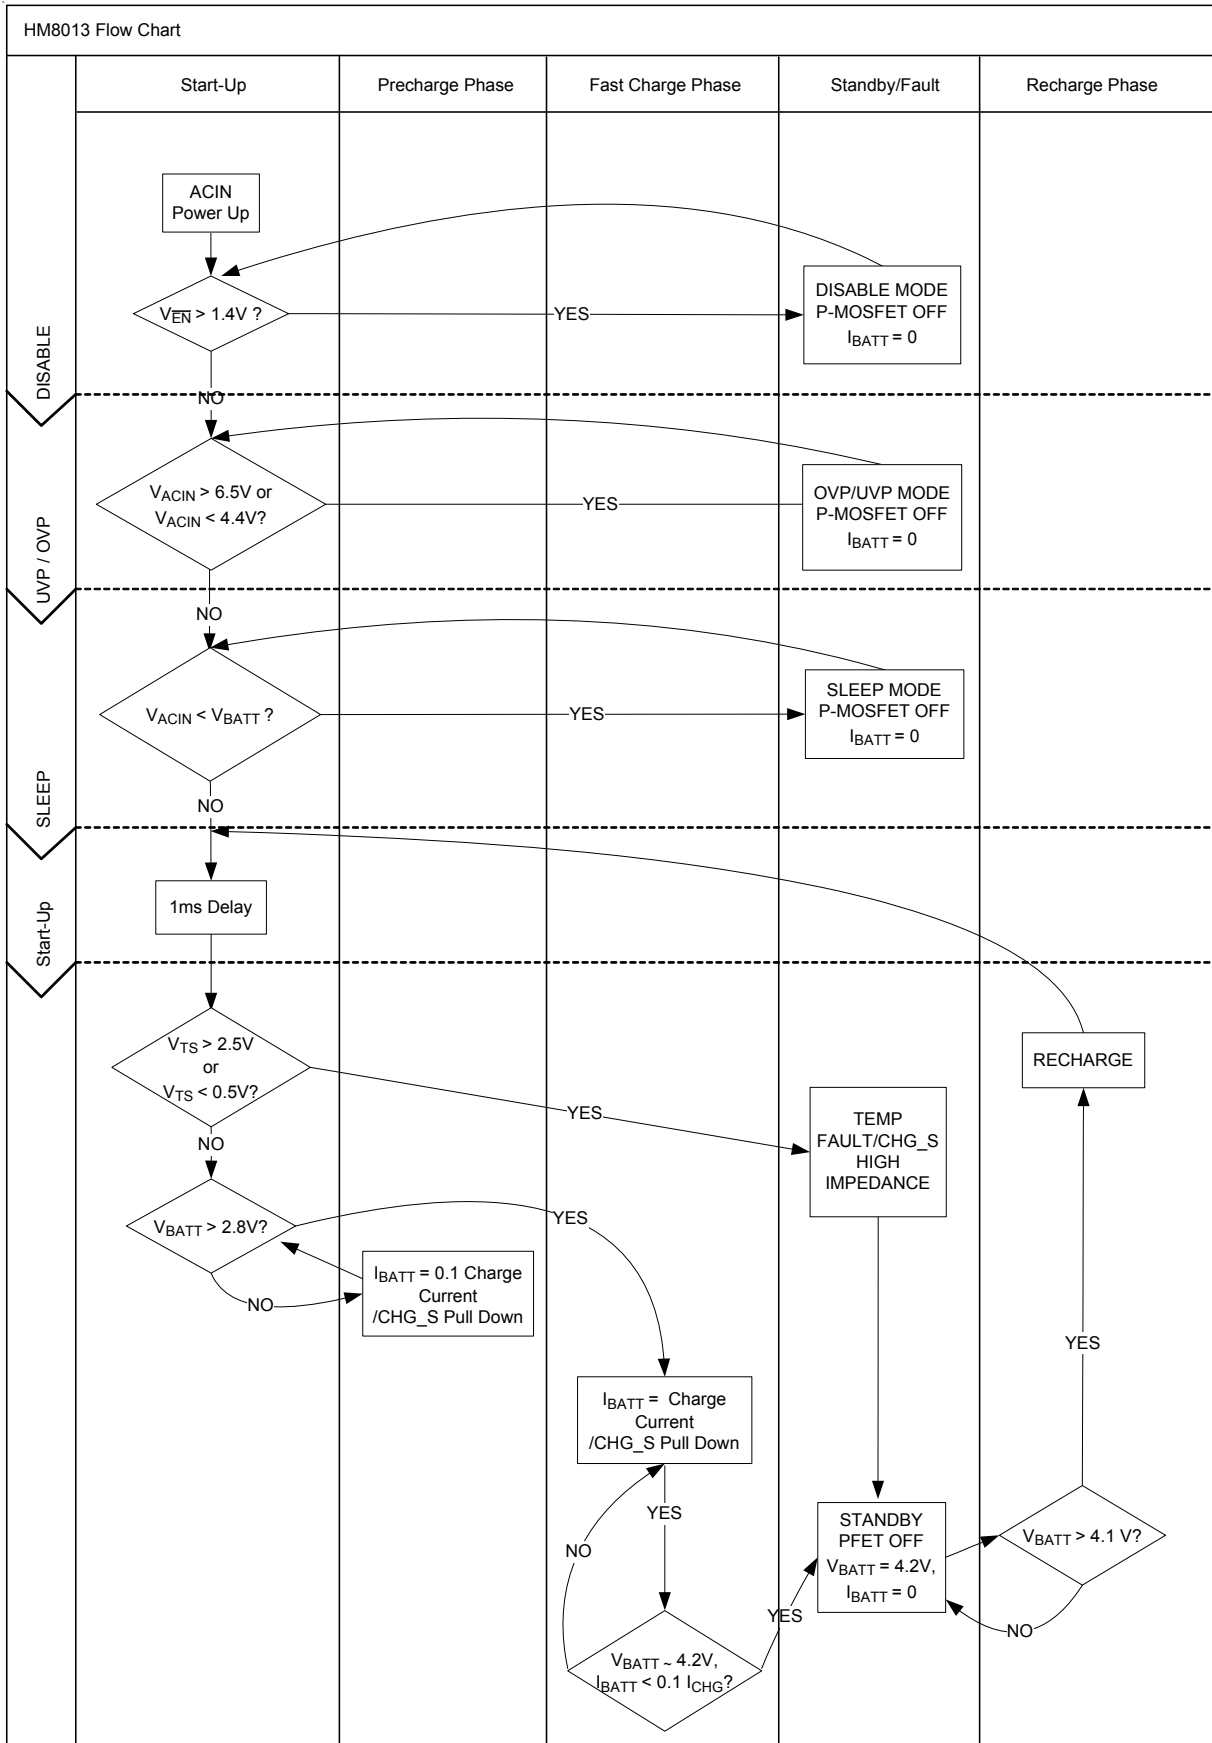 HM8013 Flow Chart
Start-Up
Precharge Phase
Fast Charge Phase
Standby/Fault
Recharge Phase
DISABLE
ACIN
Power Up
VEN > 1.4V ?
YES
DISABLE MODE
P-MOSFET OFF
IBATT = 0
NO
UVP / OVP
VACIN > 6.5V or
VACIN < 4.4V?
YES
OVP/UVP MODE
P-MOSFET OFF
IBATT = 0
NO
SLEEP
VACIN < VBATT ?
YES
SLEEP MODE
P-MOSFET OFF
IBATT = 0
NO
Start-Up
1ms Delay
VTS > 2.5V
or
VTS < 0.5V?
YES
TEMP
FAULT/CHG_S
HIGH
IMPEDANCE
RECHARGE
NO
VBATT > 2.8V?
YES
NO
IBATT = 0.1 Charge
Current
/CHG_S Pull Down
YES
IBATT = Charge
Current
/CHG_S Pull Down
YES
NO
STANDBY
PFET OFF
VBATT = 4.2V,
IBATT = 0
VBATT > 4.1 V?
NO
YES
VBATT ~ 4.2V,
IBATT < 0.1 ICHG?